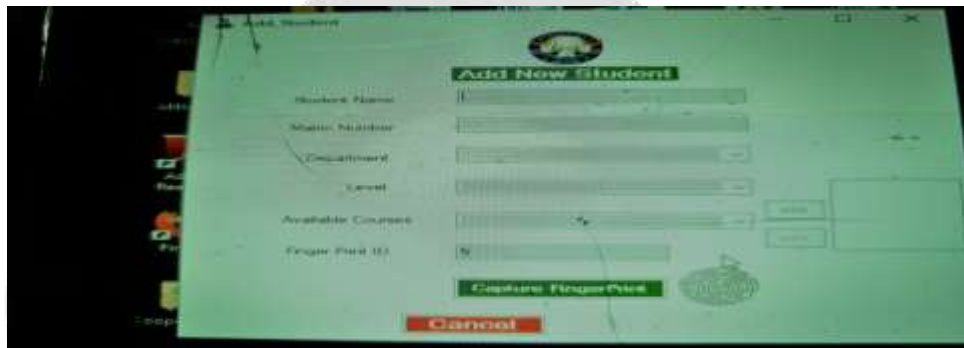 Add Student
Add New Student
Student Name
Matric Number
Department
Level
Available Courses
Finger Print ID
Capture FingerPrint
Cancel